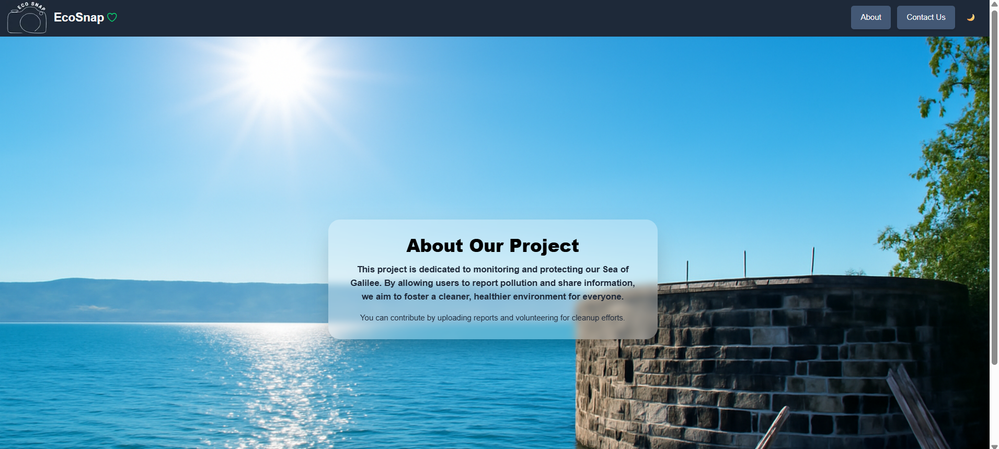 ECO SNAP
EcoSnap
About
Contact Us
About Our Project
This project is dedicated to monitoring and protecting our Sea of
Galilee. By allowing users to report pollution and share information,
we aim to foster a cleaner, healthier environment for everyone.
You can contribute by uploading reports and volunteering for cleanup efforts.